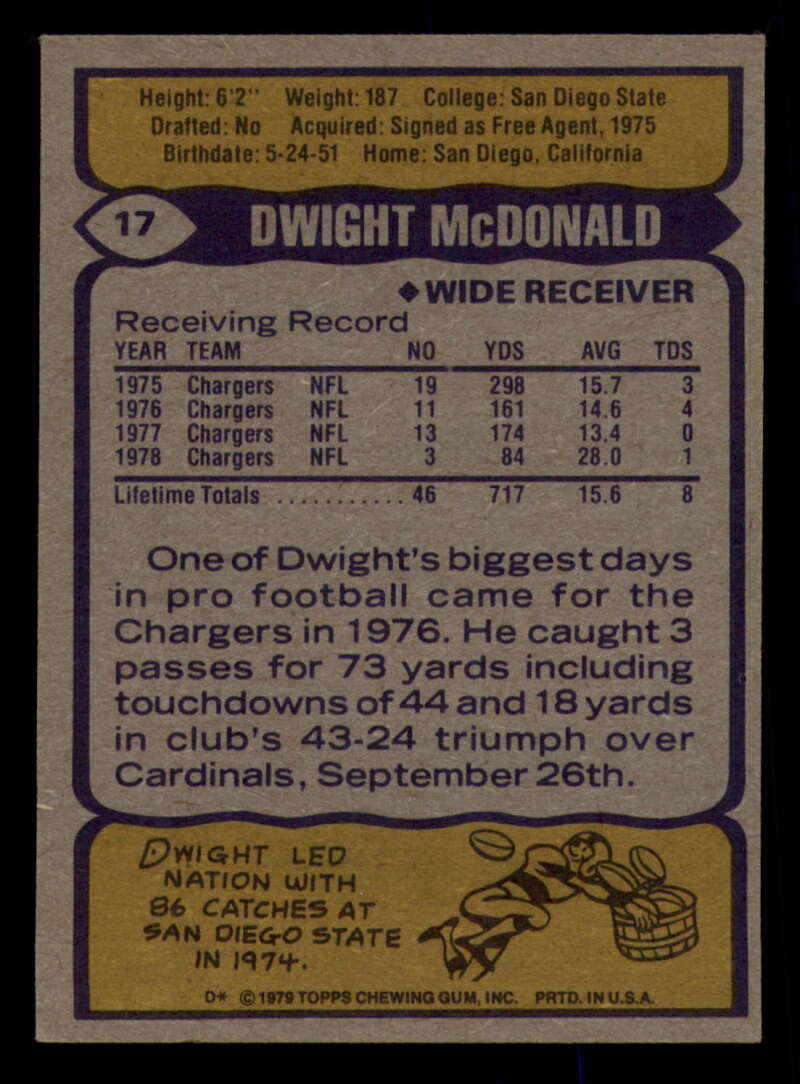 Height: 6'2" Weight: 187 College: San Diego State
Drafted: No Acquired: Signed as Free Agent, 1975
Birthdate: 5-24-51 Home: San Diego, California
17 DWIGHT McDONALD
◆WIDE RECEIVER
Receiving Record
YEAR TEAM NO YDS AVG TDS
1975 Chargers NFL 19 298 15.7 3
1976 Chargers NFL 11 161 14.6 4
1977 Chargers NFL 13 174 13.4 0
1978 Chargers NFL 3 84 28.0 1
Lifetime Totals ............ 46 717 15.6 8
One of Dwight's biggest days
in pro football came for the
Chargers in 1976. He caught 3
passes for 73 yards including
touchdowns of 44 and 18 yards
in club's 43-24 triumph over
Cardinals, September 26th.
DWIGHT LED
NATION WITH
86 CATCHES AT
SAN DIEGO STATE
IN 1974.
D* © 1979 TOPPS CHEWING GUM, INC. PRTD. IN U.S.A.